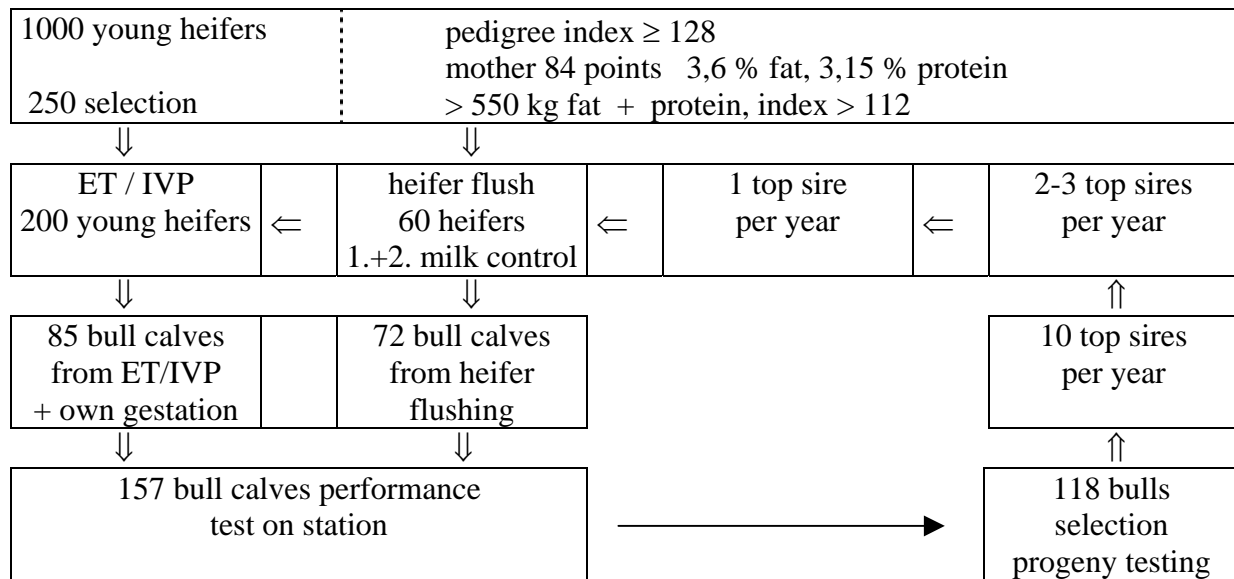 1000 young heifers
250 selection
pedigree index ≥ 128
mother 84 points 3,6 % fat, 3,15 % protein
> 550 kg fat + protein, index > 112
⇓ ⇓
ET / IVP
200 young heifers
⇐
heifer flush
60 heifers
1.+2. milk control
⇐
1 top sire
per year
⇐
2-3 top sires
per year
⇓ ⇓ ⇑
85 bull calves
from ET/IVP
+ own gestation
72 bull calves
from heifer
flushing
10 top sires
per year
⇓ ⇓ ⇑
157 bull calves performance
test on station
118 bulls
selection
progeny testing